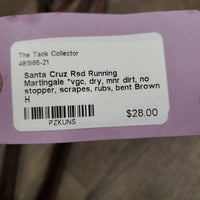 The Tack Collector
481566-21
Santa Cruz Rsd Running
Martingale *vgc, dry, mnr dirt, no
stopper, scrapes, rubs, bent Brown
H
$28.00
PZKUNS